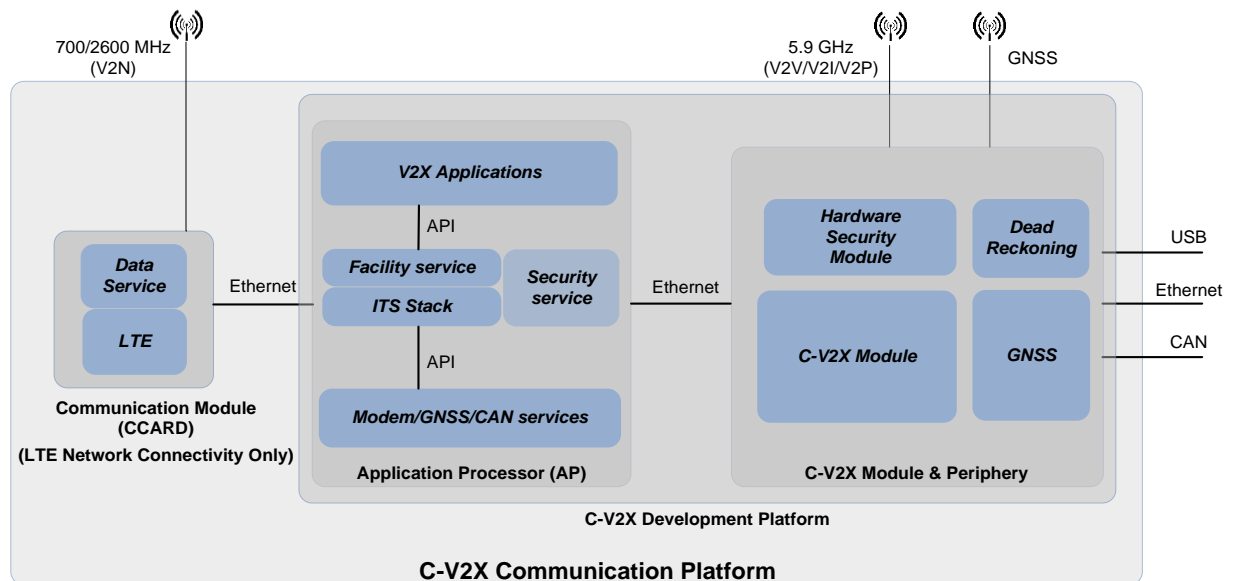 700/2600 MHz
(V2N)
5.9 GHz
(V2V/V2I/V2P)
GNSS
V2X Applications
API
Facility service
ITS Stack
Security
service
API
Modem/GNSS/CAN services
Application Processor (AP)
Data
Service
LTE
Ethernet
Communication Module
(CCARD)
(LTE Network Connectivity Only)
Ethernet
Hardware
Security
Module
Dead
Reckoning
C-V2X Module
GNSS
C-V2X Module & Periphery
USB
Ethernet
CAN
C-V2X Development Platform
C-V2X Communication Platform